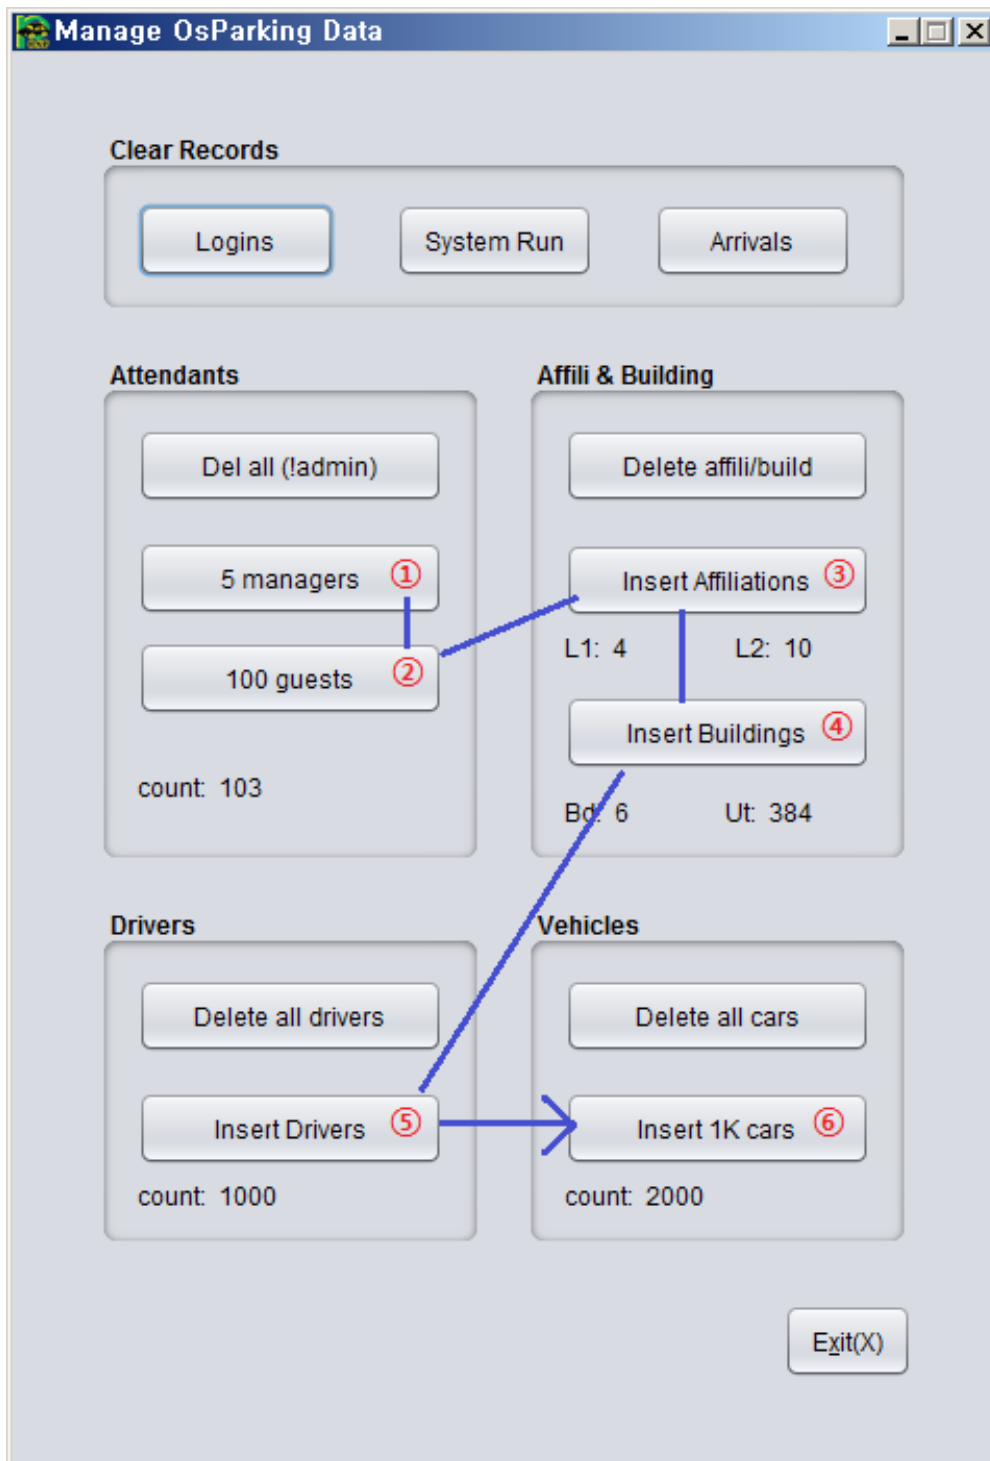 Manage OsParking Data
Clear Records
Logins
System Run
Arrivals
Attendants
Del all (!admin)
5 managers ①
100 guests ②
count: 103
Affili & Building
Delete affili/build
Insert Affiliations ③
L1: 4 L2: 10
Insert Buildings ④
Bd: 6 Ut: 384
Drivers
Delete all drivers
Insert Drivers ⑤
count: 1000
Vehicles
Delete all cars
Insert 1K cars ⑥
count: 2000
Exit(X)